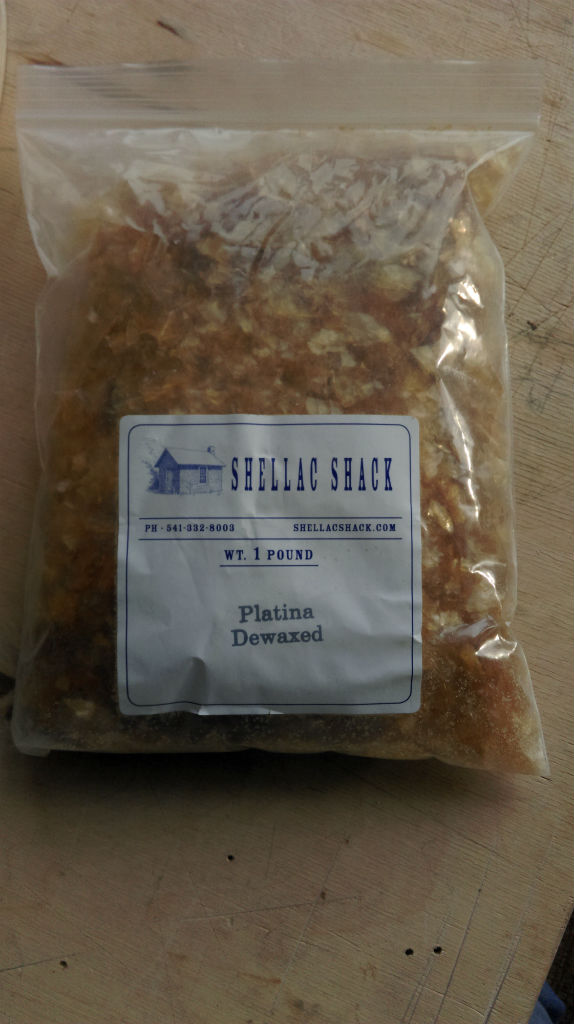 SHELLAC SHACK
PH - 541-332-8003 SHELLACSHACK.COM
WT. 1 POUND
Platina
Dewaxed